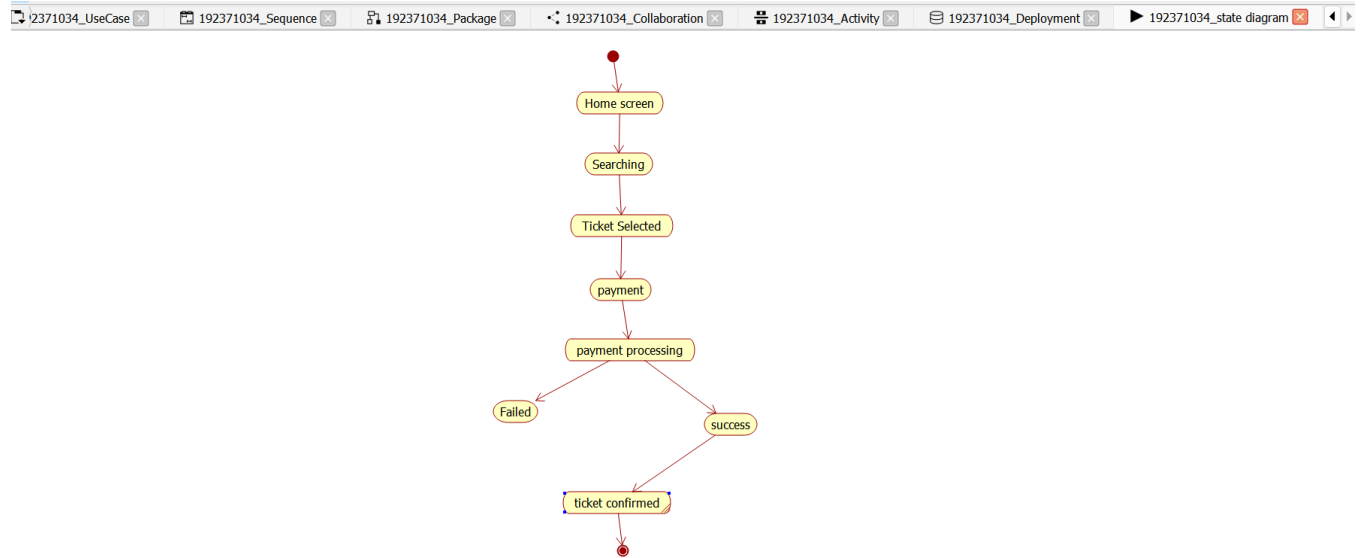 23371034_UseCase
192371034_Sequence
192371034_Package
192371034_Collaboration
192371034_Activity
192371034_Deployment
192371034_state diagram
Home screen
Searching
Ticket Selected
payment
payment processing
Failed
success
ticket confirmed